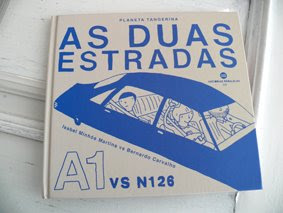 PLANETA TANGERINA
AS DUAS
ESTRADAS
Isabel Minhós Martins vs Bernardo Carvalho
A1 VS N126